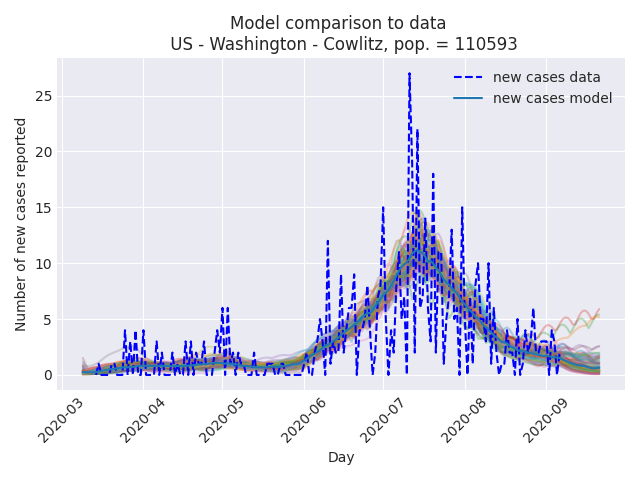 Model comparison to data
US - Washington - Cowlitz, pop. = 110593
new cases data
new cases model
Number of new cases reported
25
20
15
10
5
0
2020-03
2020-04
2020-05
2020-06
2020-07
2020-08
2020-09
Day